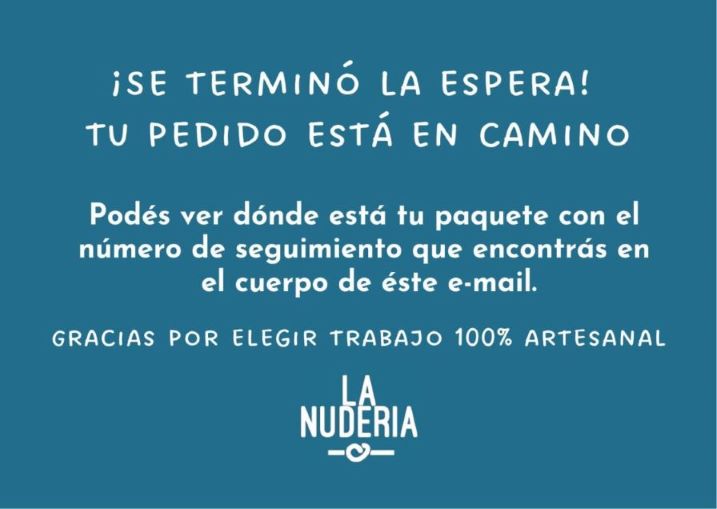 ¡SE TERMINÓ LA ESPERA!
TU PEDIDO ESTÁ EN CAMINO
Podés ver dónde está tu paquete con el
número de seguimiento que encontrás en
el cuerpo de éste e-mail.
GRACIAS POR ELEGIR TRABAJO 100% ARTESANAL
LA
NUDERIA